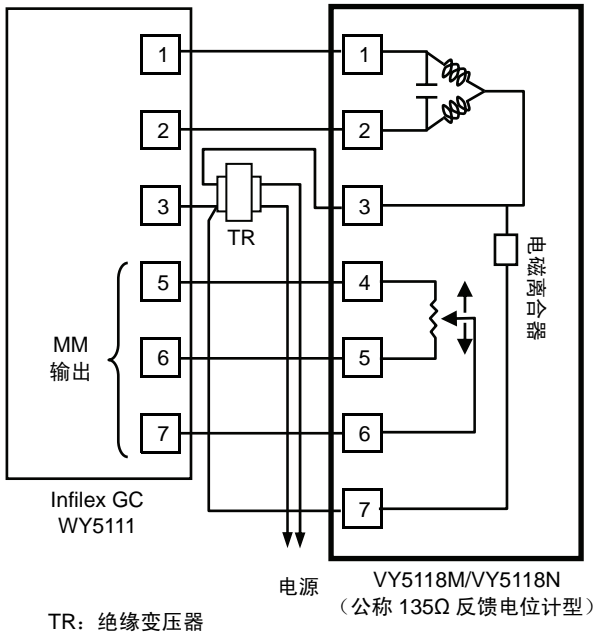 1
1
2
2
3
3
TR
5
4
电磁离合器
MM
输出
6
5
7
6
7
Infilex GC
WY5111
电源
VY5118M/VY5118N
（公称 135Ω 反馈电位计型）
TR：绝缘变压器